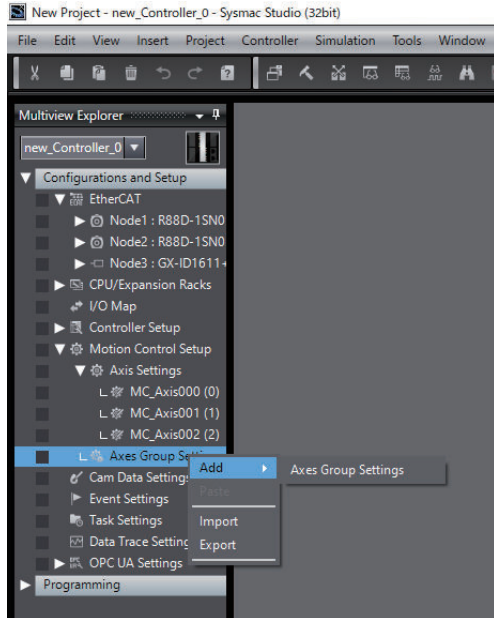 New Project - new_Controller_0 - Sysmac Studio (32bit)
File Edit View Insert Project Controller Simulation Tools Window
Multiview Explorer
new_Controller_0
Configurations and Setup
EtherCAT
Node1 : R88D-1SN0
Node2 : R88D-1SN0
Node3 : GX-ID1611+
CPU/Expansion Racks
I/O Map
Controller Setup
Motion Control Setup
Axis Settings
MC_Axis000 (0)
MC_Axis001 (1)
MC_Axis002 (2)
Axes Group
Add Axes Group Settings
Cam Data Setting
Paste
Event Settings
Task Settings
Import
Data Trace Setting
Export
OPC UA Settings
Programming